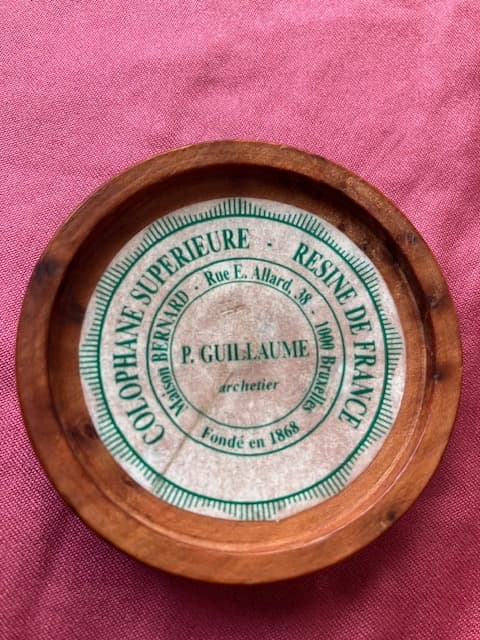 COLOPHANE SUPERIEURE - RESINE DE FRANCE
Maison BERNARD - Rue E. Allard, 38 - 1000 Bruxelles
Fondé en 1868
P. GUILLAUME
archetier